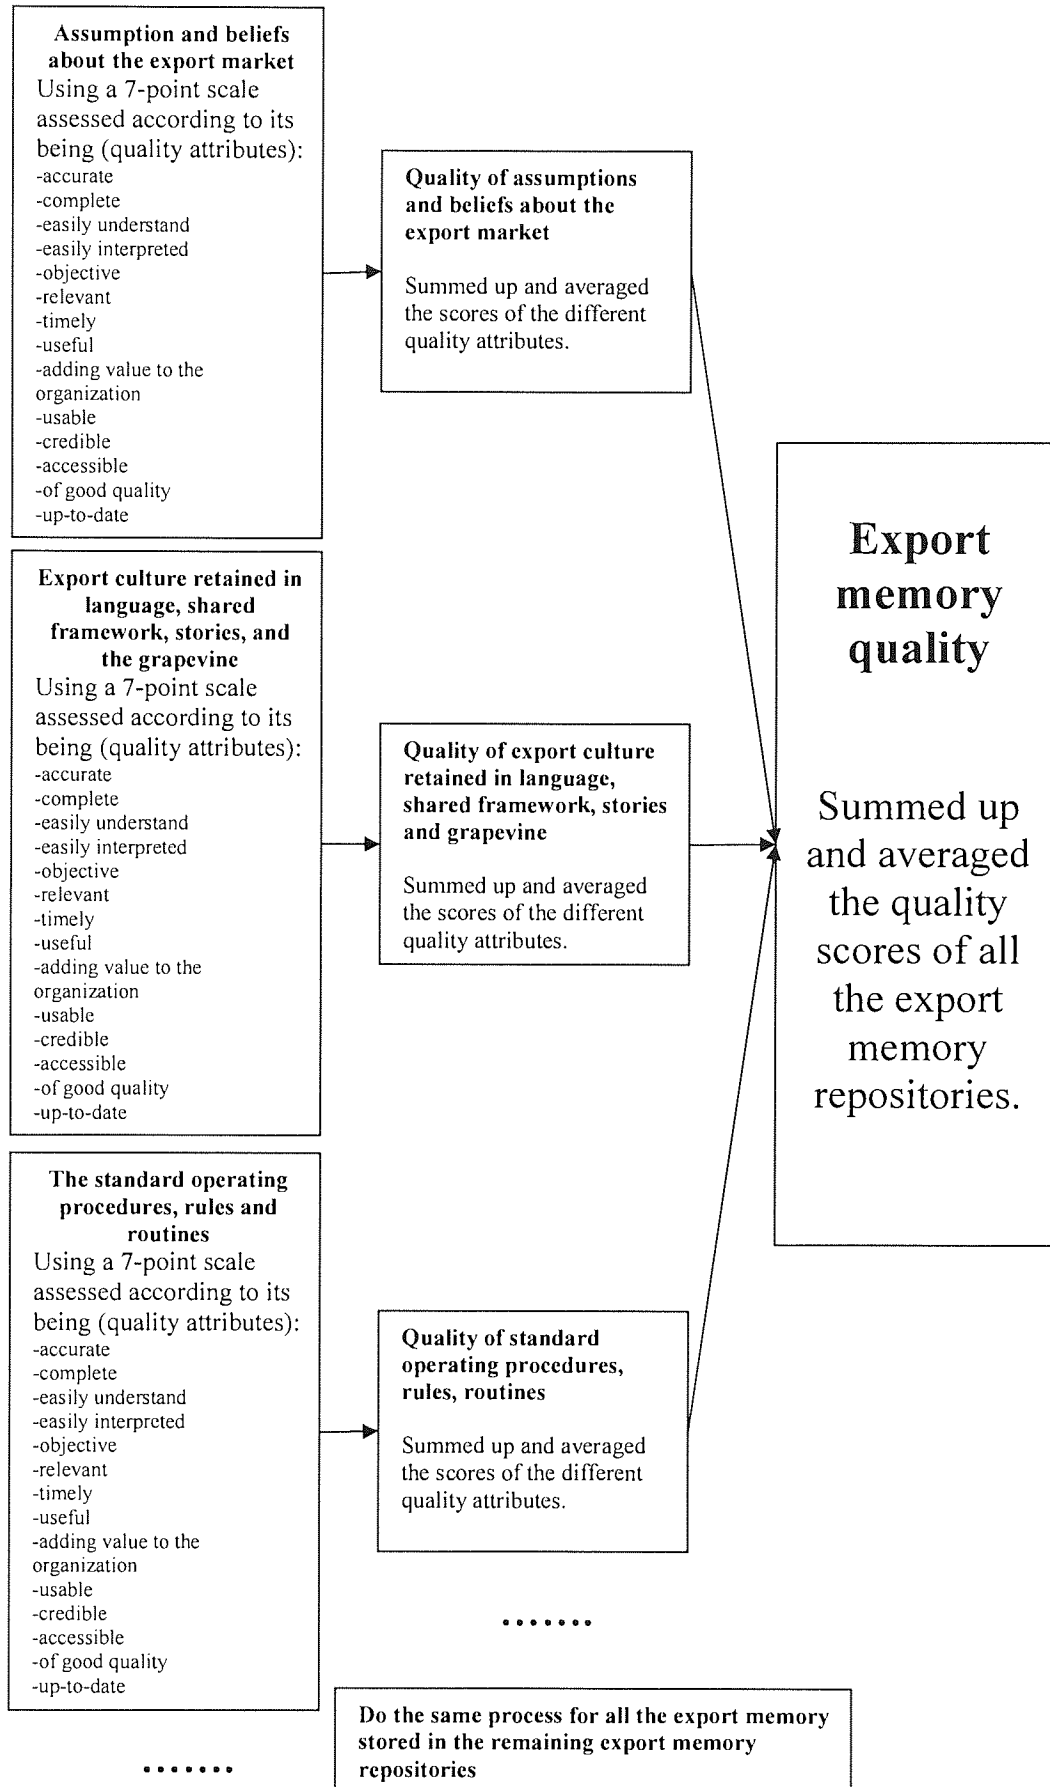 Assumption and beliefs
about the export market
Using a 7-point scale
assessed according to its
being (quality attributes):
-accurate
-complete
-easily understand
-easily interpreted
-objective
-relevant
-timely
-useful
-adding value to the
organization
-usable
-credible
-accessible
-of good quality
-up-to-date
Quality of assumptions
and beliefs about the
export market
Summed up and averaged
the scores of the different
quality attributes.
Export culture retained in
language, shared
framework, stories, and
the grapevine
Using a 7-point scale
assessed according to its
being (quality attributes):
-accurate
-complete
-easily understand
-easily interpreted
-objective
-relevant
-timely
-useful
-adding value to the
organization
-usable
-credible
-accessible
-of good quality
-up-to-date
Quality of export culture
retained in language,
shared framework, stories
and grapevine
Summed up and averaged
the scores of the different
quality attributes.
The standard operating
procedures, rules and
routines
Using a 7-point scale
assessed according to its
being (quality attributes):
-accurate
-complete
-easily understand
-easily interpreted
-objective
-relevant
-timely
-useful
-adding value to the
organization
-usable
-credible
-accessible
-of good quality
-up-to-date
Quality of standard
operating procedures,
rules, routines
Summed up and averaged
the scores of the different
quality attributes.
Export
memory
quality
Summed up
and averaged
the quality
scores of all
the export
memory
repositories.
.......
.......
Do the same process for all the export memory
stored in the remaining export memory
repositories